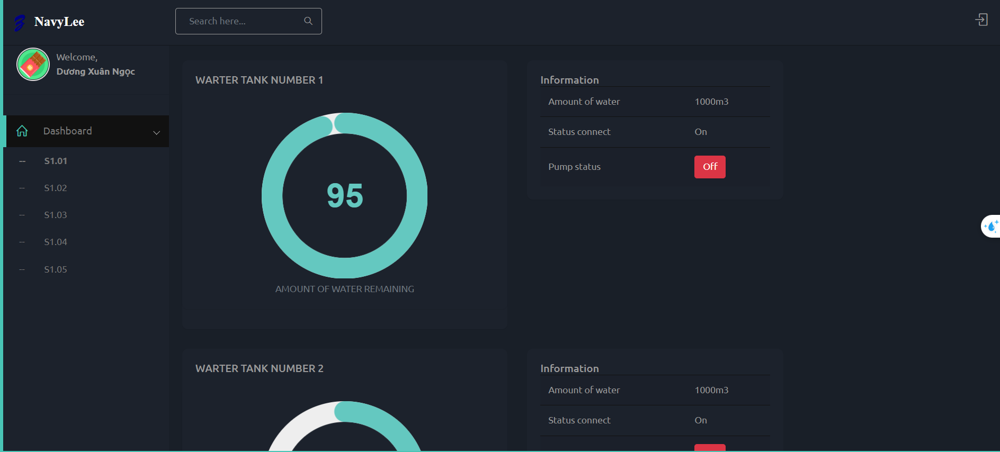 NavyLee
Search here...
Welcome,
Dương Xuân Ngọc
Dashboard
-- S1.01
-- S1.02
-- S1.03
-- S1.04
-- S1.05
WARTER TANK NUMBER 1
95
AMOUNT OF WATER REMAINING
Information
Amount of water 1000m3
Status connect On
Pump status Off
WARTER TANK NUMBER 2
Information
Amount of water 1000m3
Status connect On